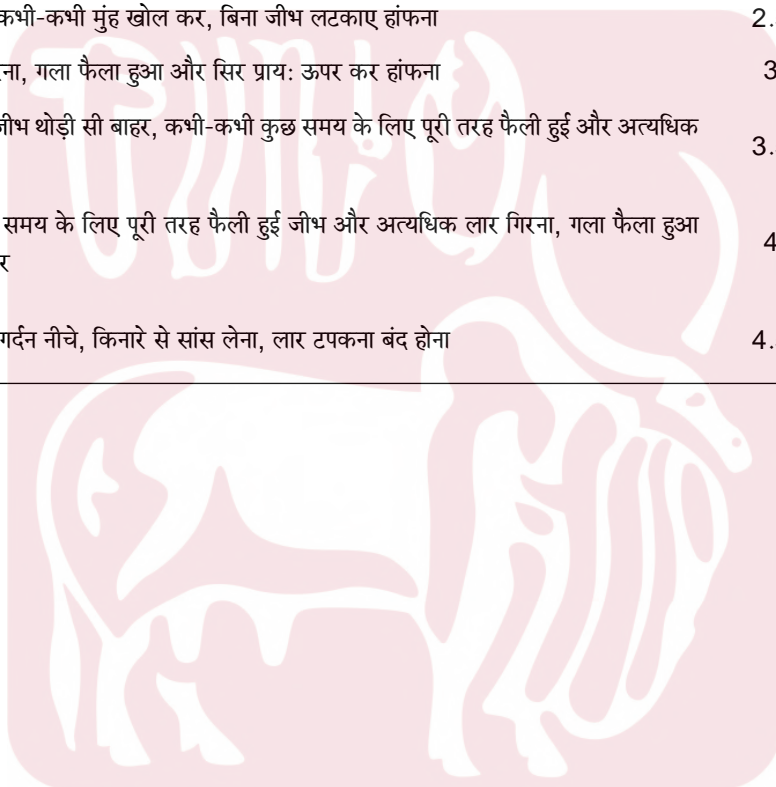 कभी-कभी मुंह खोल कर, बिना जीभ लटकाए हांफना 2.
गला फैला हुआ और सिर प्राय: ऊपर कर हांफना 3
जीभ थोड़ी सी बाहर, कभी-कभी कुछ समय के लिए पूरी तरह फैली हुई और अत्यधिक 3.
समय के लिए पूरी तरह फैली हुई जीभ और अत्यधिक लार गिरना, गला फैला हुआ 4
गर्दन नीचे, किनारे से सांस लेना, लार टपकना बंद होना 4.